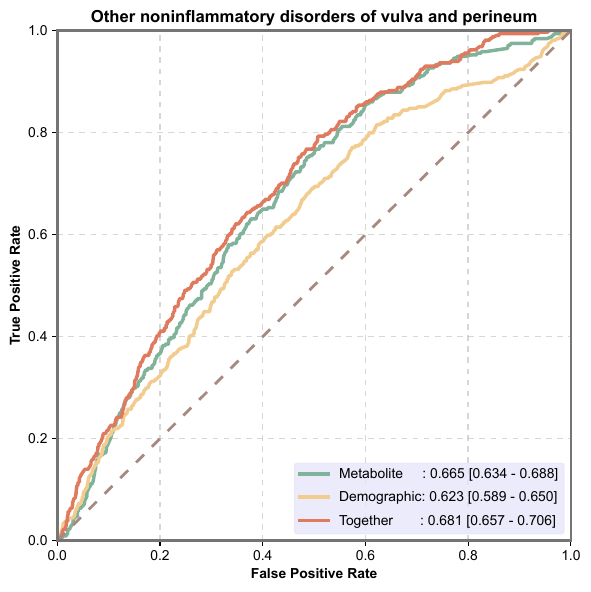 Other noninflammatory disorders of vulva and perineum
True Positive Rate
1.0
0.8
0.6
0.4
0.2
0.0
Metabolite : 0.665 [0.634 - 0.688]
Demographic: 0.623 [0.589 - 0.650]
Together : 0.681 [0.657 - 0.706]
0.0 0.2 0.4 0.6 0.8 1.0
False Positive Rate